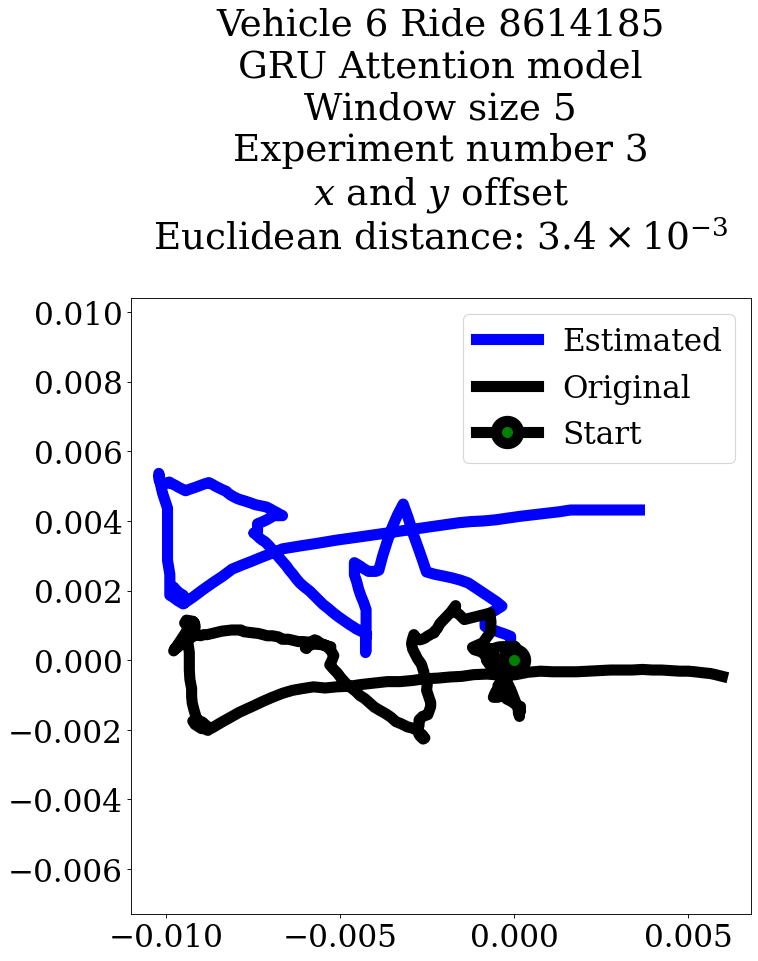 Vehicle 6 Ride 8614185
GRU Attention model
Window size 5
Experiment number 3
x and y offset
Euclidean distance: 3.4 × 10⁻³
0.010
0.008
0.006
0.004
0.002
0.000
−0.002
−0.004
−0.006
Estimated
Original
Start
−0.010 −0.005 0.000 0.005